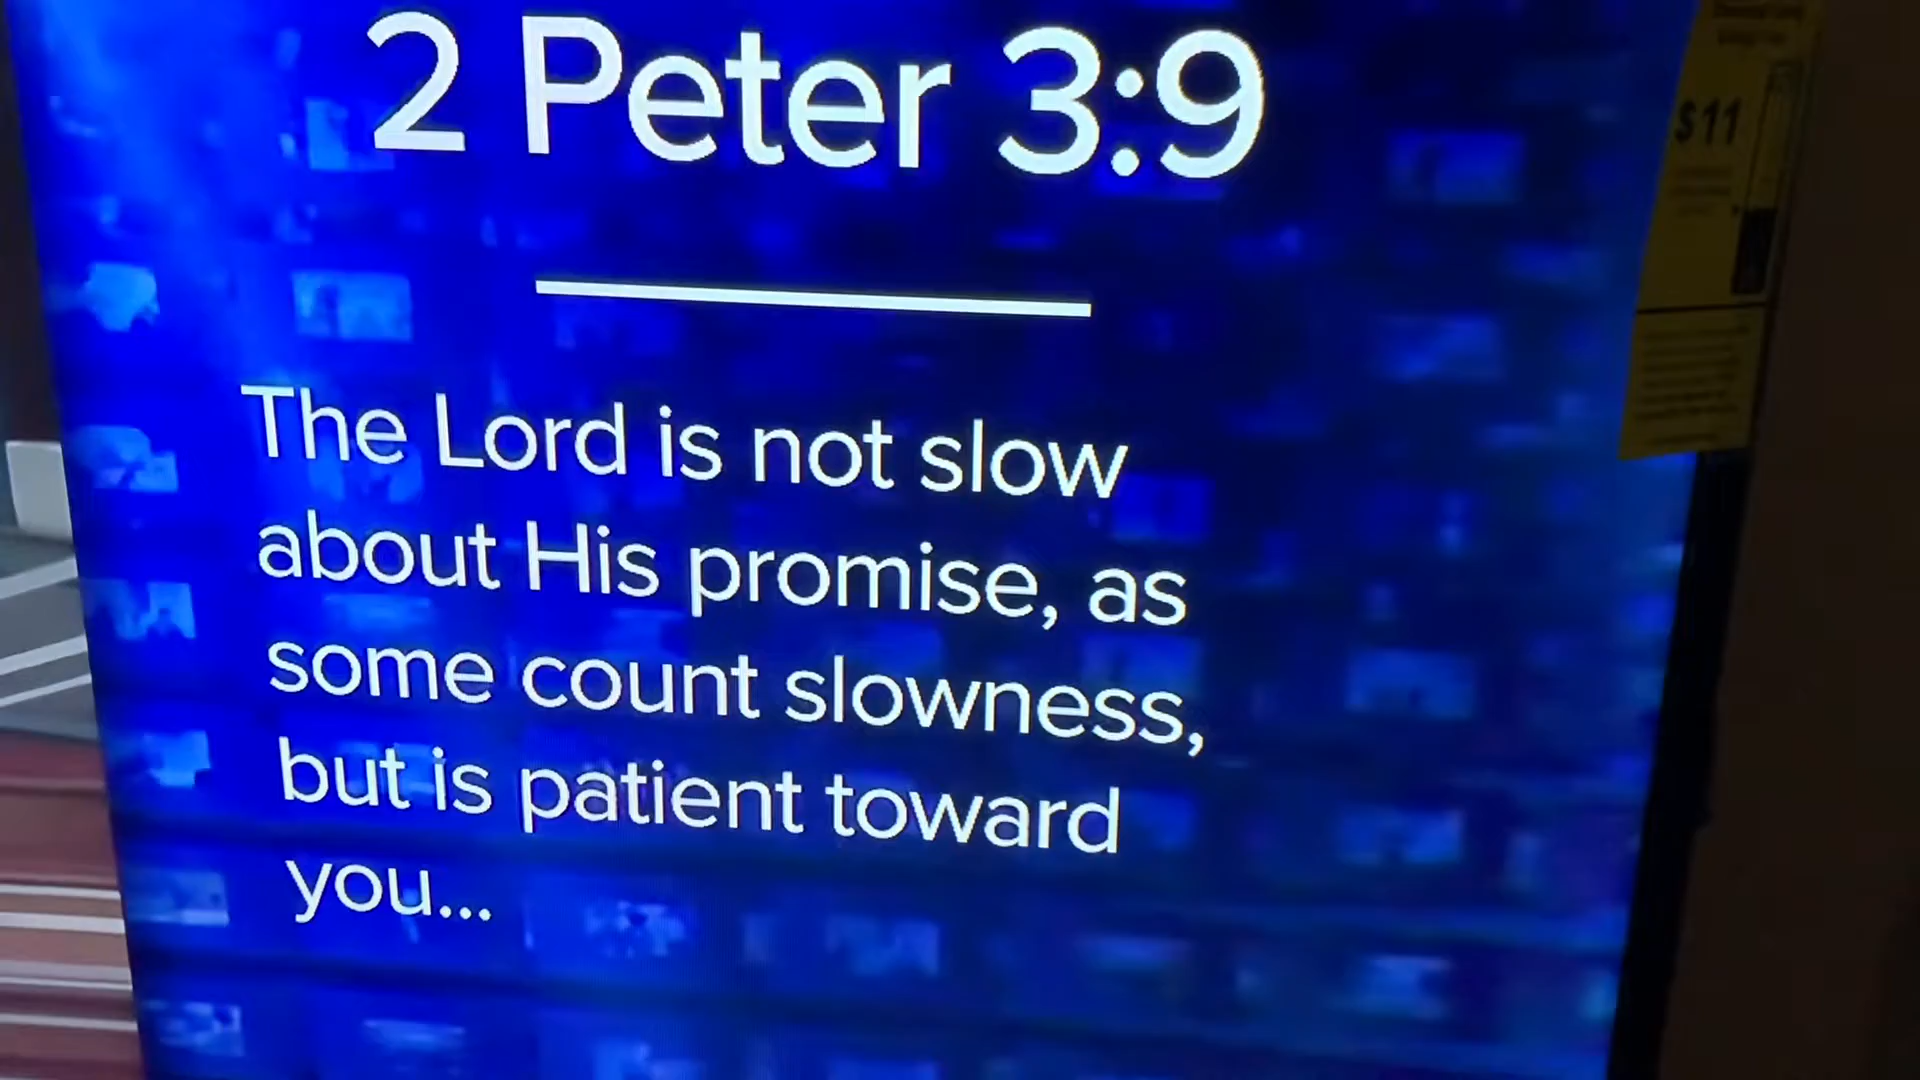 2 Peter 3:9
The Lord is not slow
about His promise, as
some count slowness,
but is patient toward
you...
$11